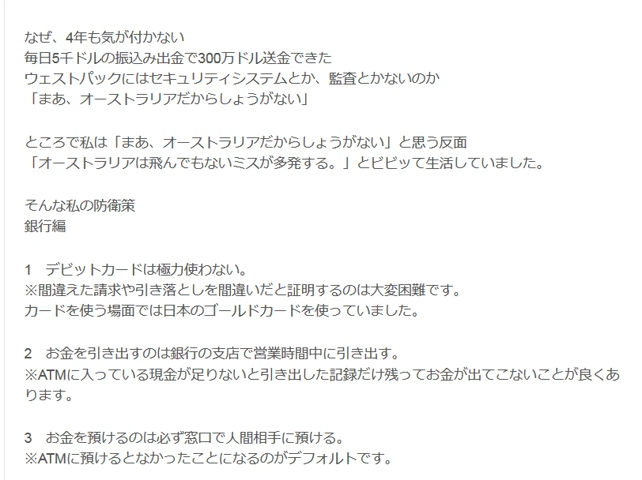 なぜ、4年も気が付かない
毎日5千ドルの振込み出金で300万ドル送金できた
ウェストパックにはセキュリティシステムとか、監査とかないのか
「まあ、オーストラリアだからしょうがない」
ところで私は「まあ、オーストラリアだからしょうがない」と思う反面
「オーストラリアは飛んでもないミスが多発する。」とビビッて生活していました。
そんな私の防衛策
銀行編
1　デビットカードは極力使わない。
※間違えた請求や引き落としを間違いだと証明するのは大変困難です。
カードを使う場面では日本のゴールドカードを使っていました。
2　お金を引き出すのは銀行の支店で営業時間中に引き出す。
※ATMに入っている現金が足りないと引き出した記録だけ残ってお金が出てこないことが良くあ
ります。
3　お金を預けるのは必ず窓口で人間相手に預ける。
※ATMに預けるとなかったことになるのがデフォルトです。